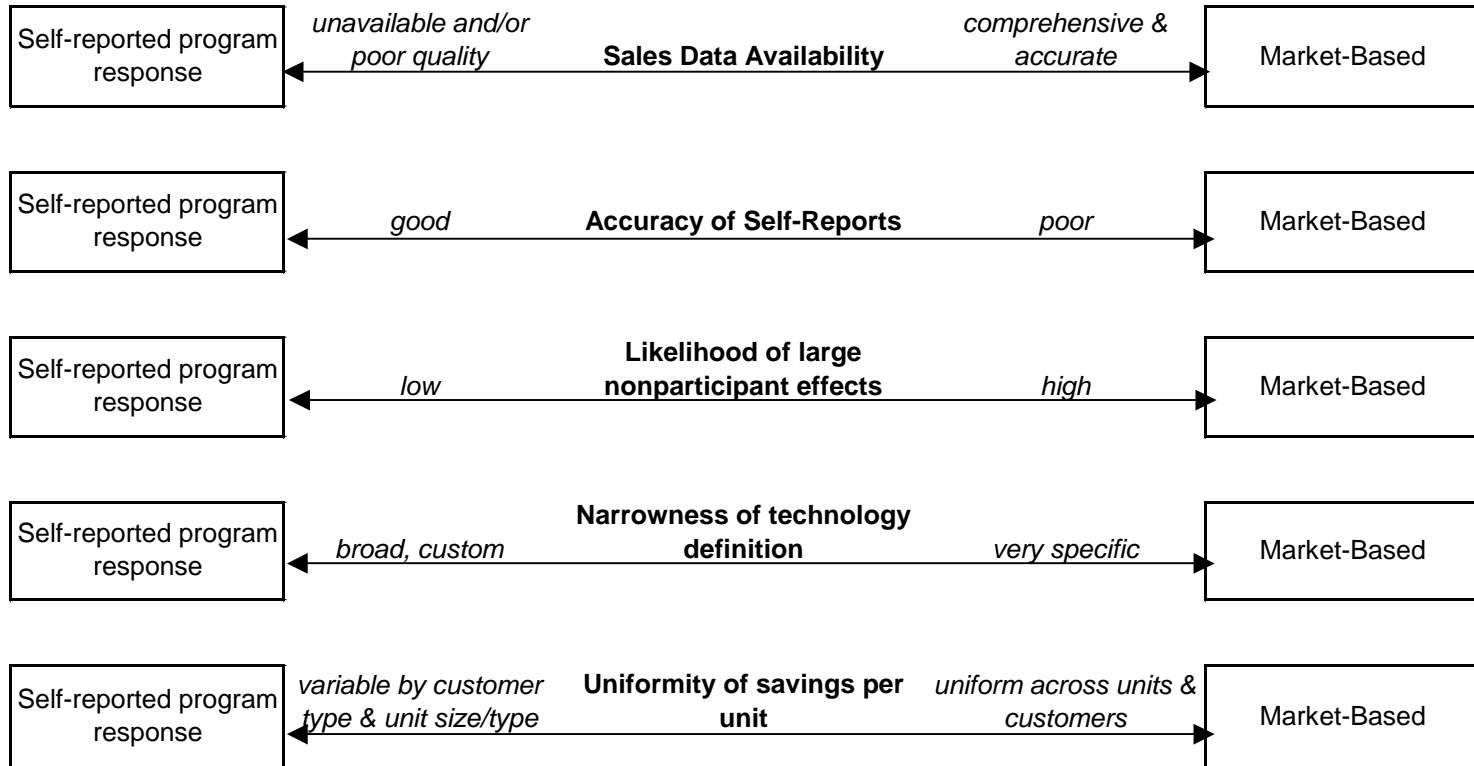 Self-reported program
response
unavailable and/or
poor quality
Sales Data Availability
comprehensive &
accurate
Market-Based
Self-reported program
response
good
Accuracy of Self-Reports
poor
Market-Based
Self-reported program
response
low
Likelihood of large
nonparticipant effects
high
Market-Based
Self-reported program
response
broad, custom
Narrowness of technology
definition
very specific
Market-Based
Self-reported program
response
variable by customer
type & unit size/type
Uniformity of savings per
unit
uniform across units &
customers
Market-Based